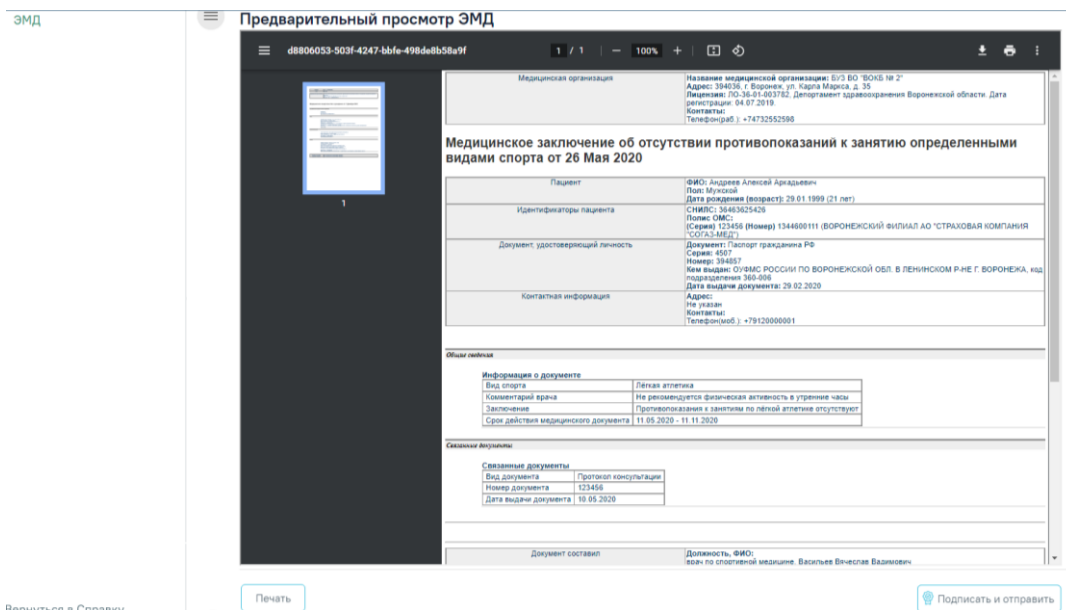 ЭМД
Предварительный просмотр ЭМД
d8806053-503f-4247-bbfe-498de8b58a9f
1 / 1
100%
1
Медицинская организация
Название медицинской организации: БУЗ ВО "ВОКБ № 2"
Адрес: 394036, г. Воронеж, ул. Карла Маркса, д. 35
Лицензия: ЛО-36-01-003782, Департамент здравоохранения Воронежской области. Дата
регистрации: 04.07.2019
Контакты:
Телефон(раб.): +74732552598
Медицинское заключение об отсутствии противопоказаний к занятию определенными
видами спорта от 26 Мая 2020
Пациент
ФИО: Андреев Алексей Аркадьевич
Пол: Мужской
Дата рождения (возраст): 29.01.1999 (21 лет)
Идентификаторы пациента
СНИЛС: 36463625426
Полис ОМС:
(Серия) 123456 (Номер) 1344600111 (ВОРОНЕЖСКИЙ ФИЛИАЛ АО "СТРАХОВАЯ КОМПАНИЯ
"СОГАЗ-МЕД")
Документ, удостоверяющий личность
Документ: Паспорт гражданина РФ
Серия: 4507
Номер: 394857
Кем выдан: ОУФМС РОССИИ ПО ВОРОНЕЖСКОЙ ОБЛ. В ЛЕНИНСКОМ Р-НЕ Г. ВОРОНЕЖА, код
подразделения 360-006
Дата выдачи документа: 29.02.2020
Контактная информация
Адрес:
Не указан
Контакты:
Телефон(моб.): +79120000001
Общие сведения
Информация о документе
Вид спорта Лёгкая атлетика
Комментарий врача Не рекомендуется физическая активность в утренние часы
Заключение Противопоказания к занятиям по лёгкой атлетике отсутствуют
Срок действия медицинского документа 11.05.2020 - 11.11.2020
Связанные документы
Связанные документы
Вид документа Протокол консультации
Номер документа 123456
Дата выдачи документа 10.05.2020
Документ составил
Должность, ФИО:
врач по спортивной медицине, Васильев Вячеслав Вадимович
Печать
Подписать и отправить
Вернуться в Справку